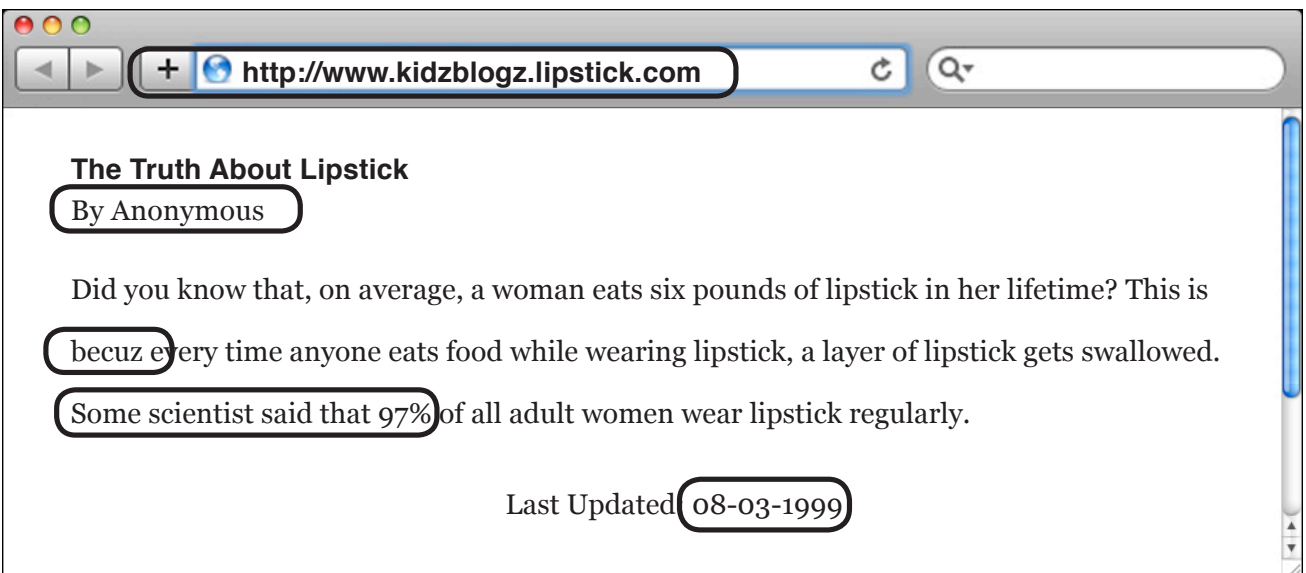 http://www.kidzblogz.lipstick.com
The Truth About Lipstick
By Anonymous
Did you know that, on average, a woman eats six pounds of lipstick in her lifetime? This is
becuz every time anyone eats food while wearing lipstick, a layer of lipstick gets swallowed.
Some scientist said that 97% of all adult women wear lipstick regularly.
Last Updated 08-03-1999